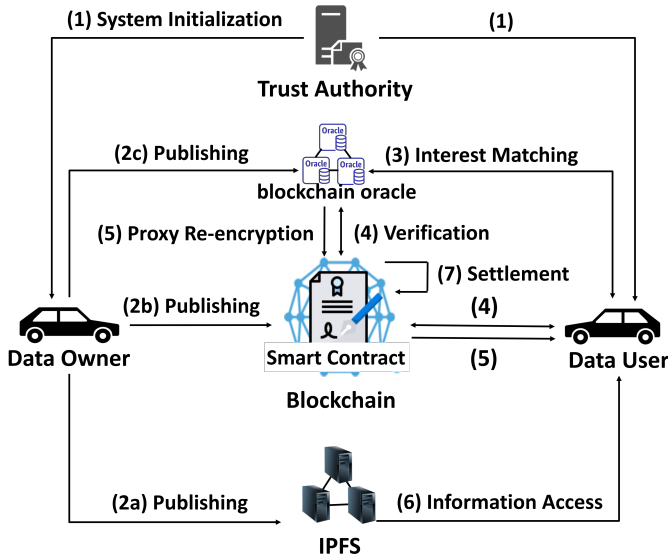 (1) System Initialization
(1)
Trust Authority
Oracle
Oracle
Oracle
(2c) Publishing
(3) Interest Matching
blockchain oracle
(5) Proxy Re-encryption
(4) Verification
(7) Settlement
(2b) Publishing
(4)
Smart Contract
(5)
Data Owner
Data User
Blockchain
(2a) Publishing
(6) Information Access
IPFS